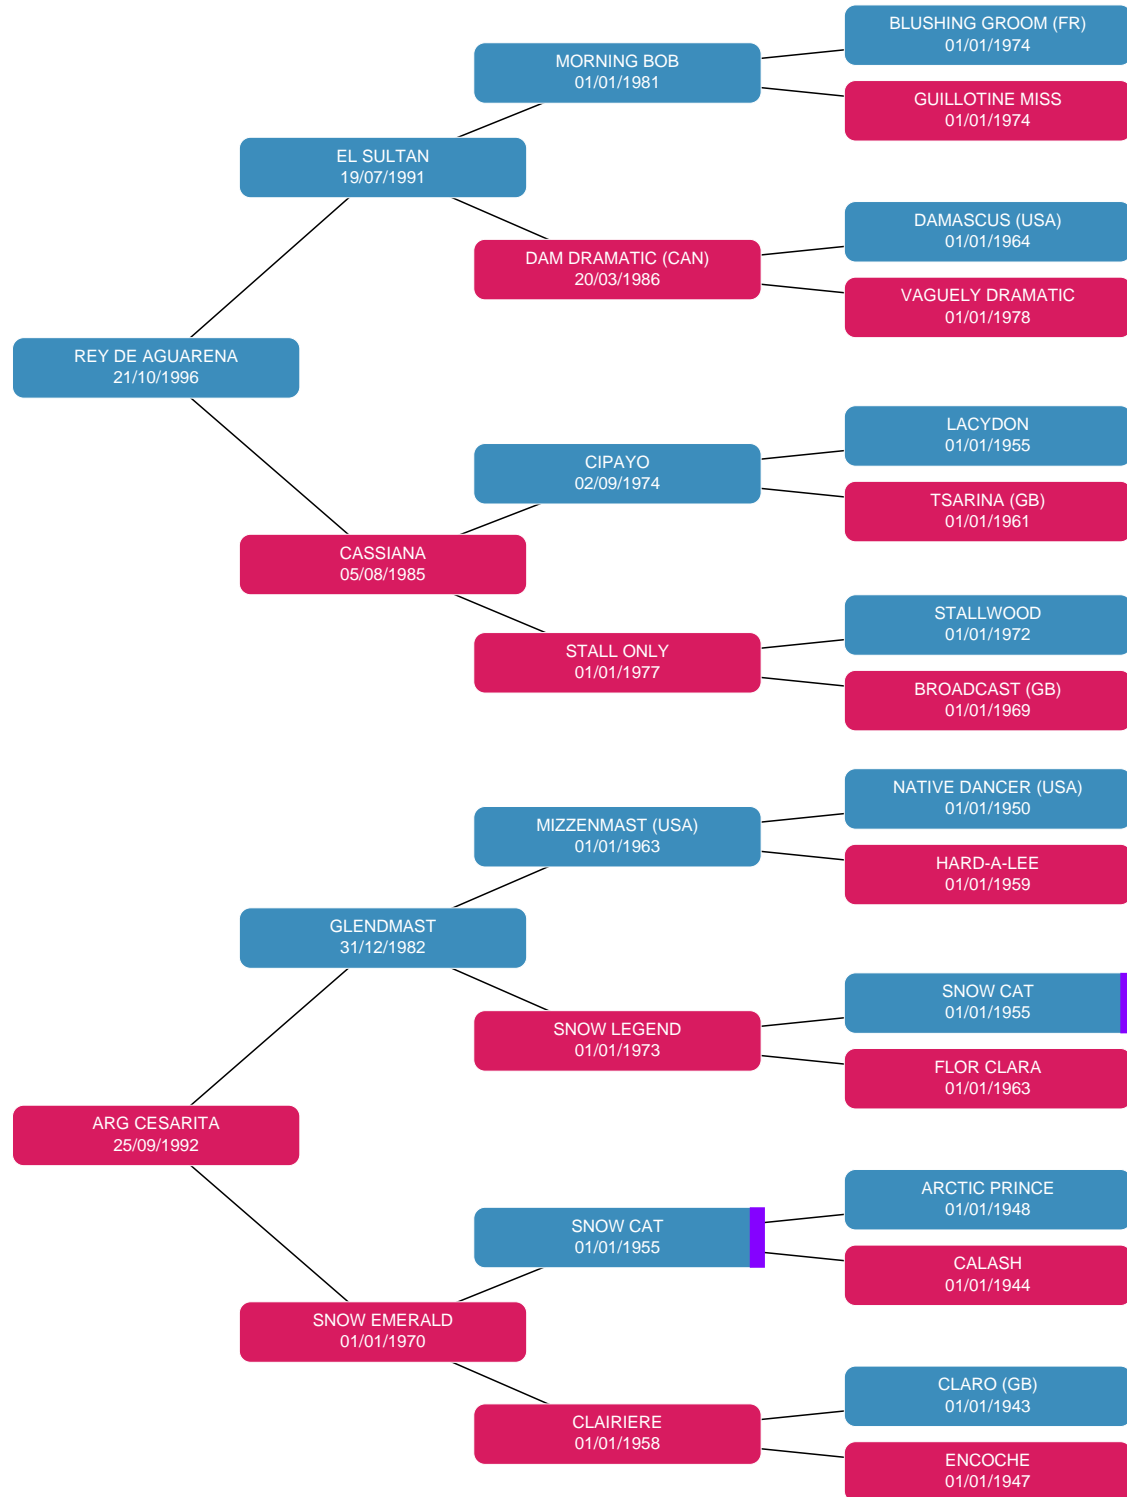 BLUSHING GROOM (FR)
01/01/1974
MORNING BOB
01/01/1981
GUILLOTINE MISS
01/01/1974
EL SULTAN
19/07/1991
DAMASCUS (USA)
01/01/1964
DAM DRAMATIC (CAN)
20/03/1986
VAGUELY DRAMATIC
01/01/1978
REY DE AGUARENA
21/10/1996
LACYDON
01/01/1955
CIPAYO
02/09/1974
TSARINA (GB)
01/01/1961
CASSIANA
05/08/1985
STALLWOOD
01/01/1972
STALL ONLY
01/01/1977
BROADCAST (GB)
01/01/1969
NATIVE DANCER (USA)
01/01/1950
MIZZENMAST (USA)
01/01/1963
HARD-A-LEE
01/01/1959
GLENDMAST
31/12/1982
SNOW CAT
01/01/1955
SNOW LEGEND
01/01/1973
FLOR CLARA
01/01/1963
ARG CESARITA
25/09/1992
ARCTIC PRINCE
01/01/1948
SNOW CAT
01/01/1955
CALASH
01/01/1944
SNOW EMERALD
01/01/1970
CLARO (GB)
01/01/1943
CLAIRIERE
01/01/1958
ENCOCHE
01/01/1947